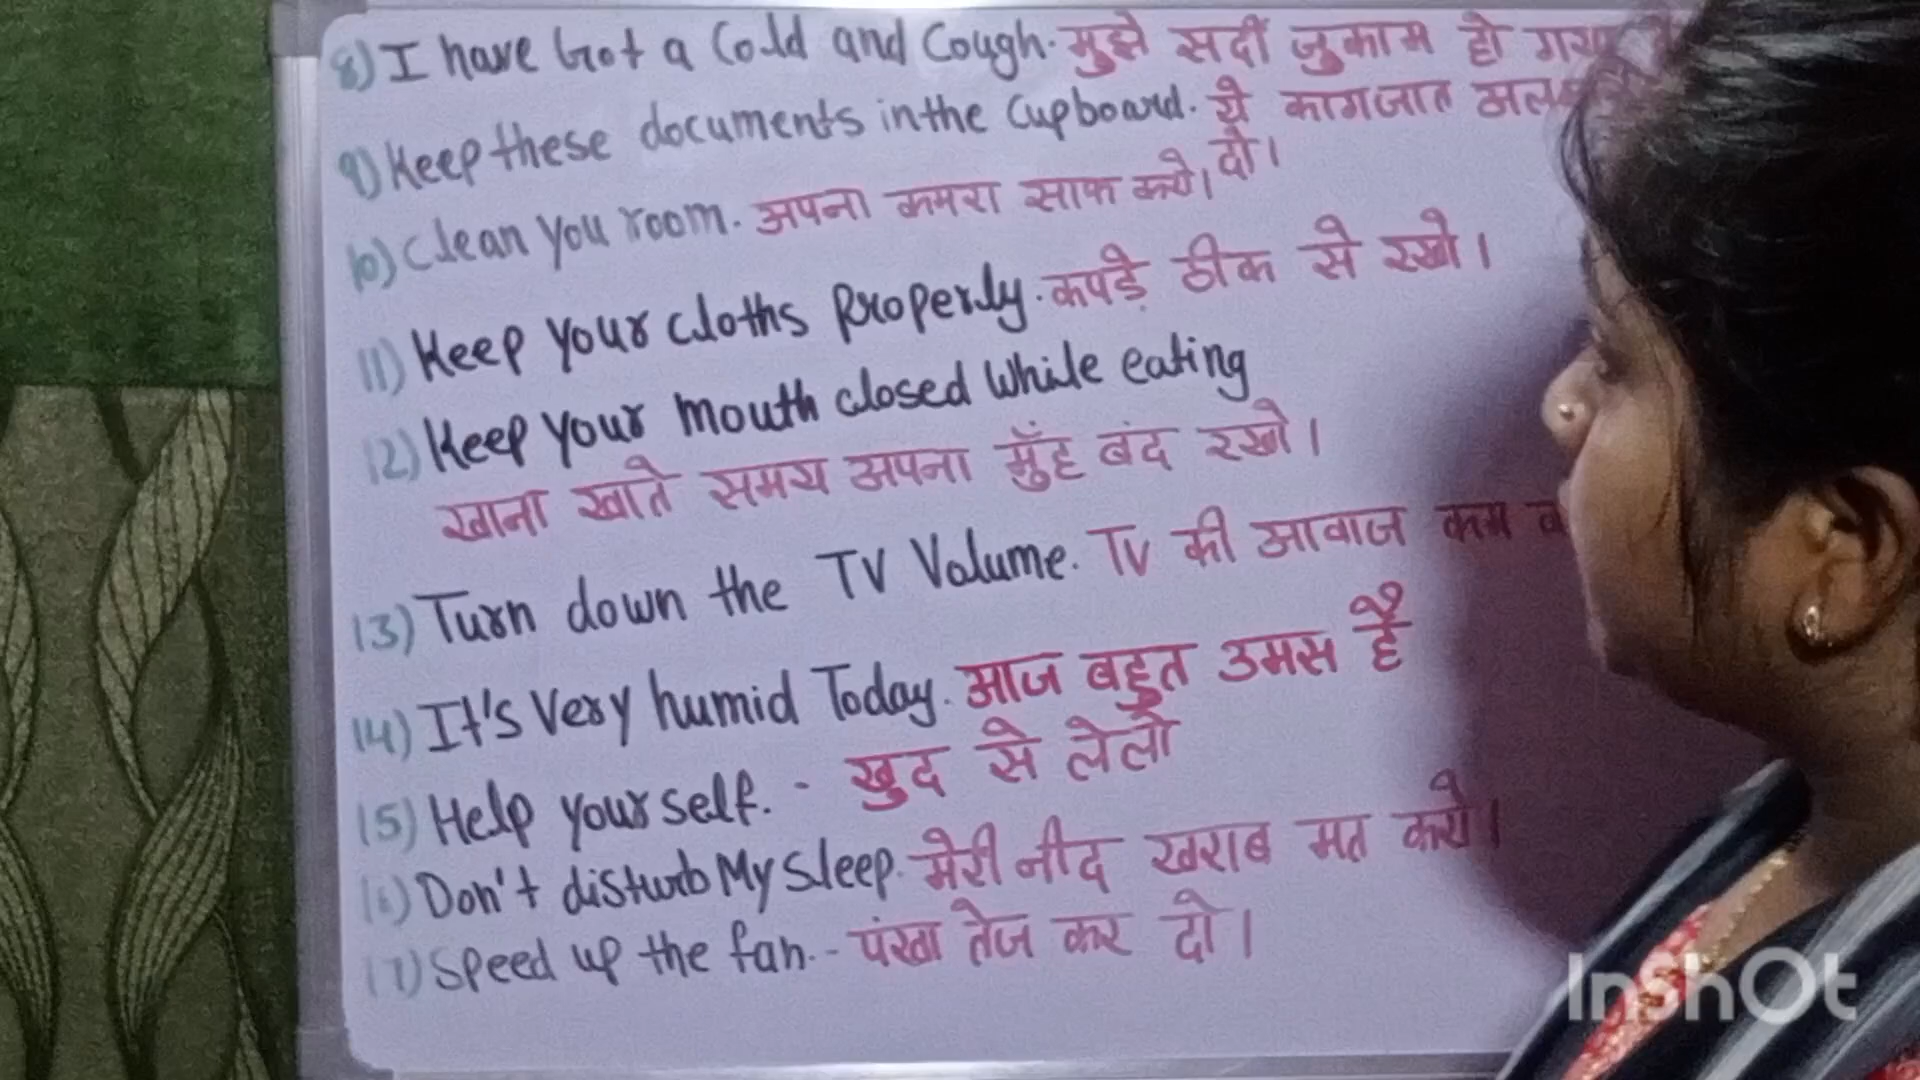 8) I have Got a Cold and Cough. मुझे सर्दी जुकाम हो गया
9) Keep these documents in the Cupboard. ये कागजात
दो।
10) Clean you room. अपना कमरा साफ करो।
11) Keep your cloths Properly. कपड़े ठीक से रखो।
12) Keep your mouth closed While eating
खाना खाते समय अपना मुँह बंद रखो।
13) Turn down the TV Volume. TV की आवाज कम
14) It's Very humid Today. आज बहुत उमस है
15) Help yourself. - खुद से लेलो
16) Don't disturb My Sleep. मेरी नीद खराब मत करो।
17) Speed up the fan. - पंखा तेज कर दो।
InShOt